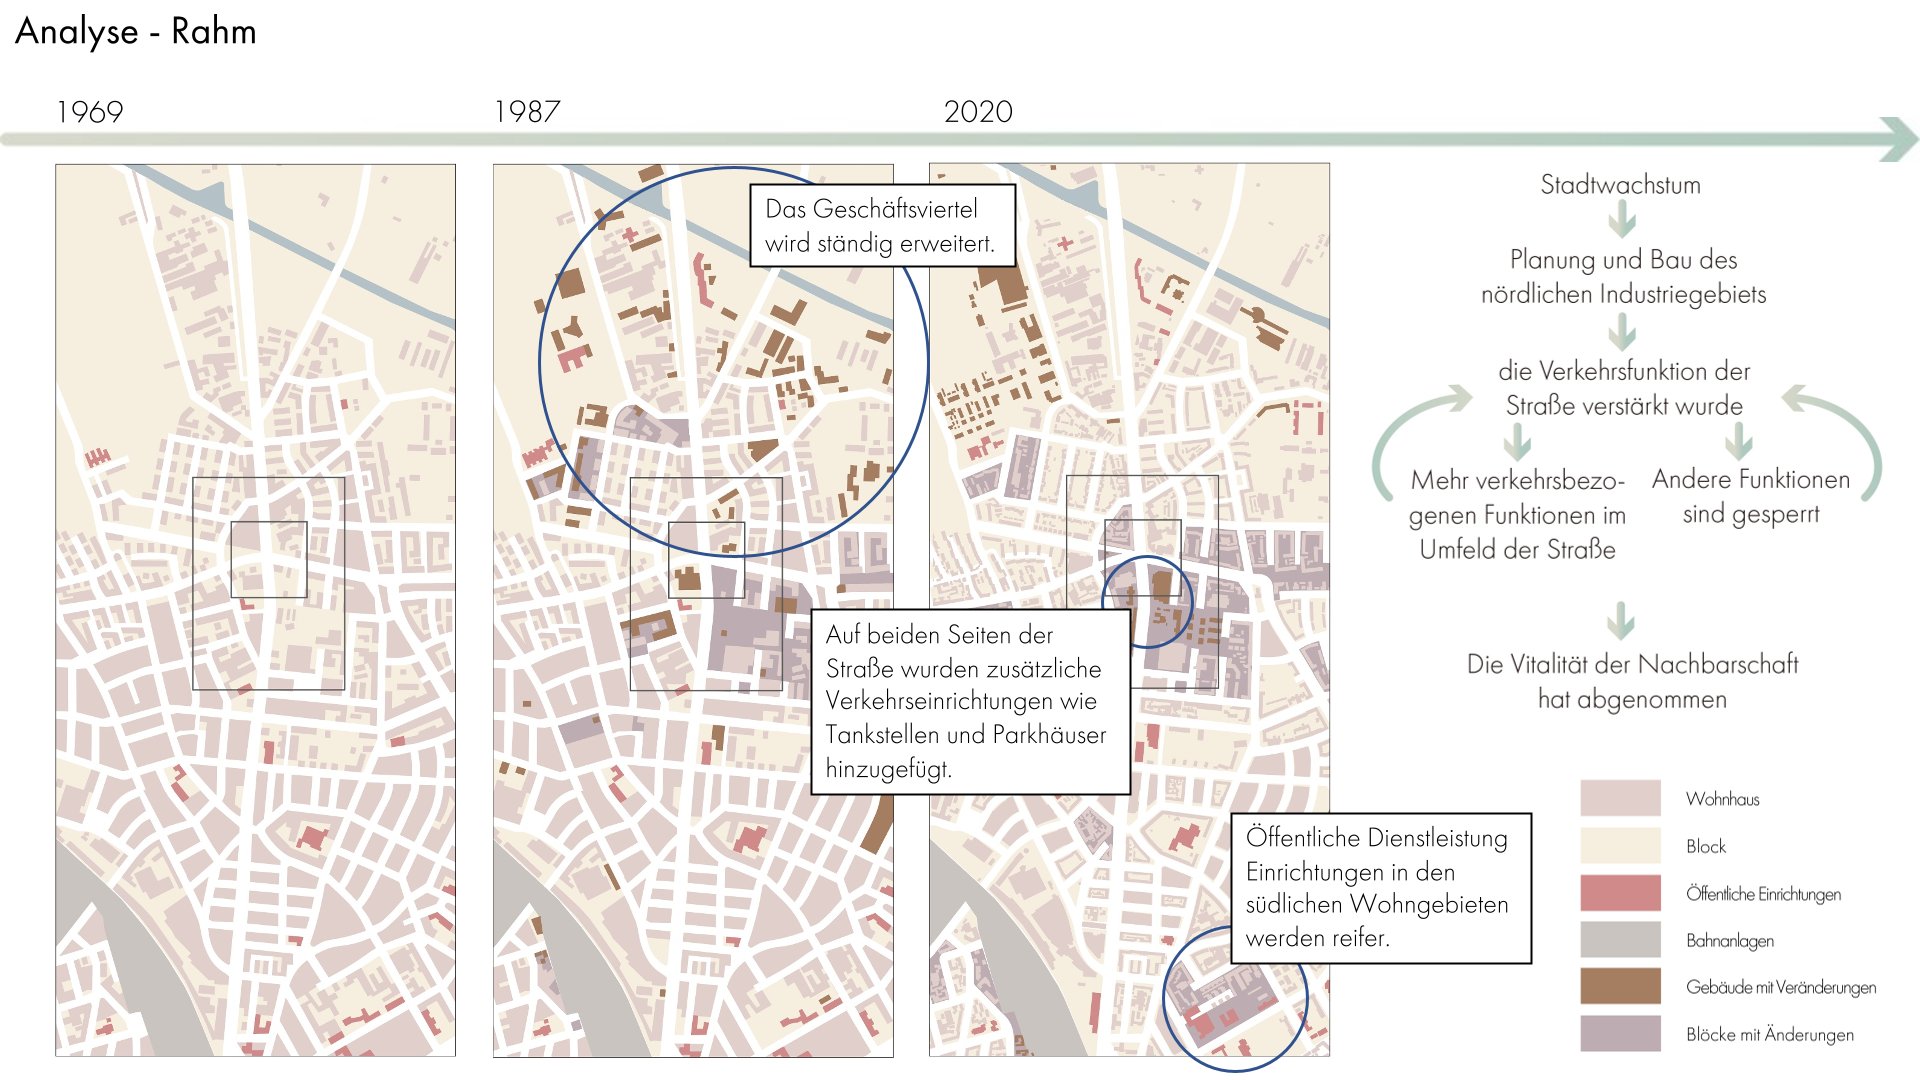 Analyse - Rahm
1969
1987
2020
Das Geschäftsviertel
wird ständig erweitert.
Auf beiden Seiten der
Straße wurden zusätzliche
Verkehrseinrichtungen wie
Tankstellen und Parkhäuser
hinzugefügt.
Öffentliche Dienstleistung
Einrichtungen in den
südlichen Wohngebieten
werden reifer.
Stadtwachstum
Planung und Bau des
nördlichen Industriegebiets
die Verkehrsfunktion der
Straße verstärkt wurde
Mehr verkehrsbezo-
genen Funktionen im
Umfeld der Straße
Andere Funktionen
sind gesperrt
Die Vitalität der Nachbarschaft
hat abgenommen
Wohnhaus
Block
Öffentliche Einrichtungen
Bahnanlagen
Gebäude mit Veränderungen
Blöcke mit Änderungen